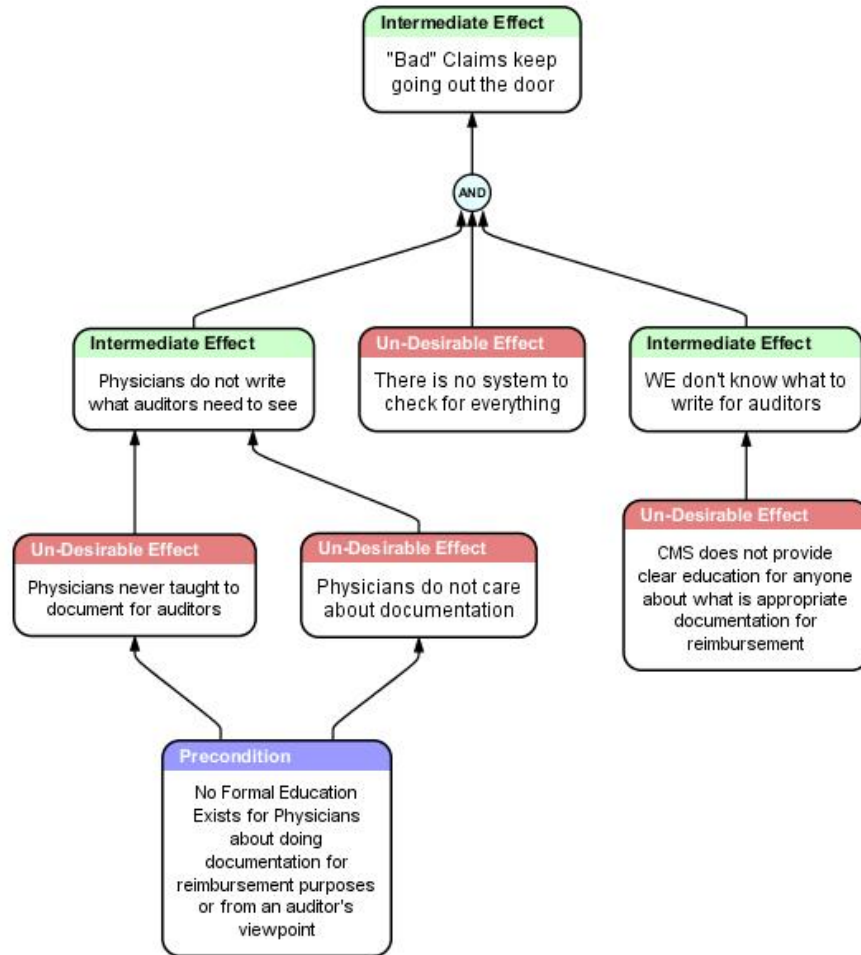 Intermediate Effect
"Bad" Claims keep
going out the door
AND
Intermediate Effect
Physicians do not write
what auditors need to see
Un-Desirable Effect
There is no system to
check for everything
Intermediate Effect
WE don't know what to
write for auditors
Un-Desirable Effect
Physicians never taught to
document for auditors
Un-Desirable Effect
Physicians do not care
about documentation
Un-Desirable Effect
CMS does not provide
clear education for anyone
about what is appropriate
documentation for
reimbursement
Precondition
No Formal Education
Exists for Physicians
about doing
documentation for
reimbursement purposes
or from an auditor's
viewpoint